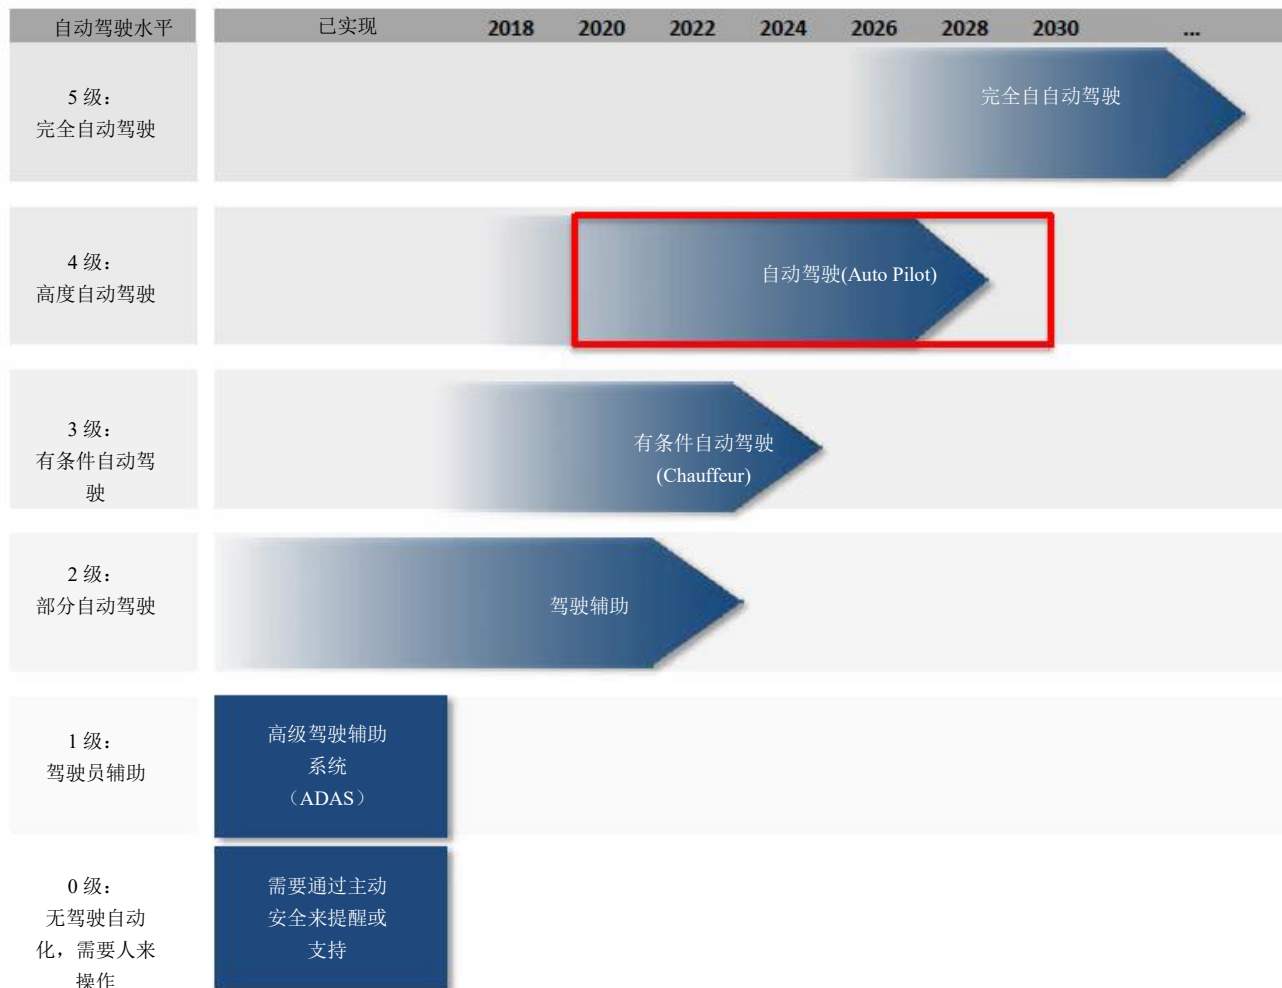 自动驾驶水平
已实现
2018
2020
2022
2024
2026
2028
2030
...
5 级:
完全自动驾驶
完全自自动驾驶
4 级:
高度自动驾驶
自动驾驶(Auto Pilot)
3 级:
有条件自动驾
驶
有条件自动驾驶
(Chauffeur)
2 级:
部分自动驾驶
驾驶辅助
1 级:
驾驶员辅助
高级驾驶辅助
系统
（ADAS）
0 级:
无驾驶自动
化，需要人来
操作
需要通过主动
安全来提醒或
支持